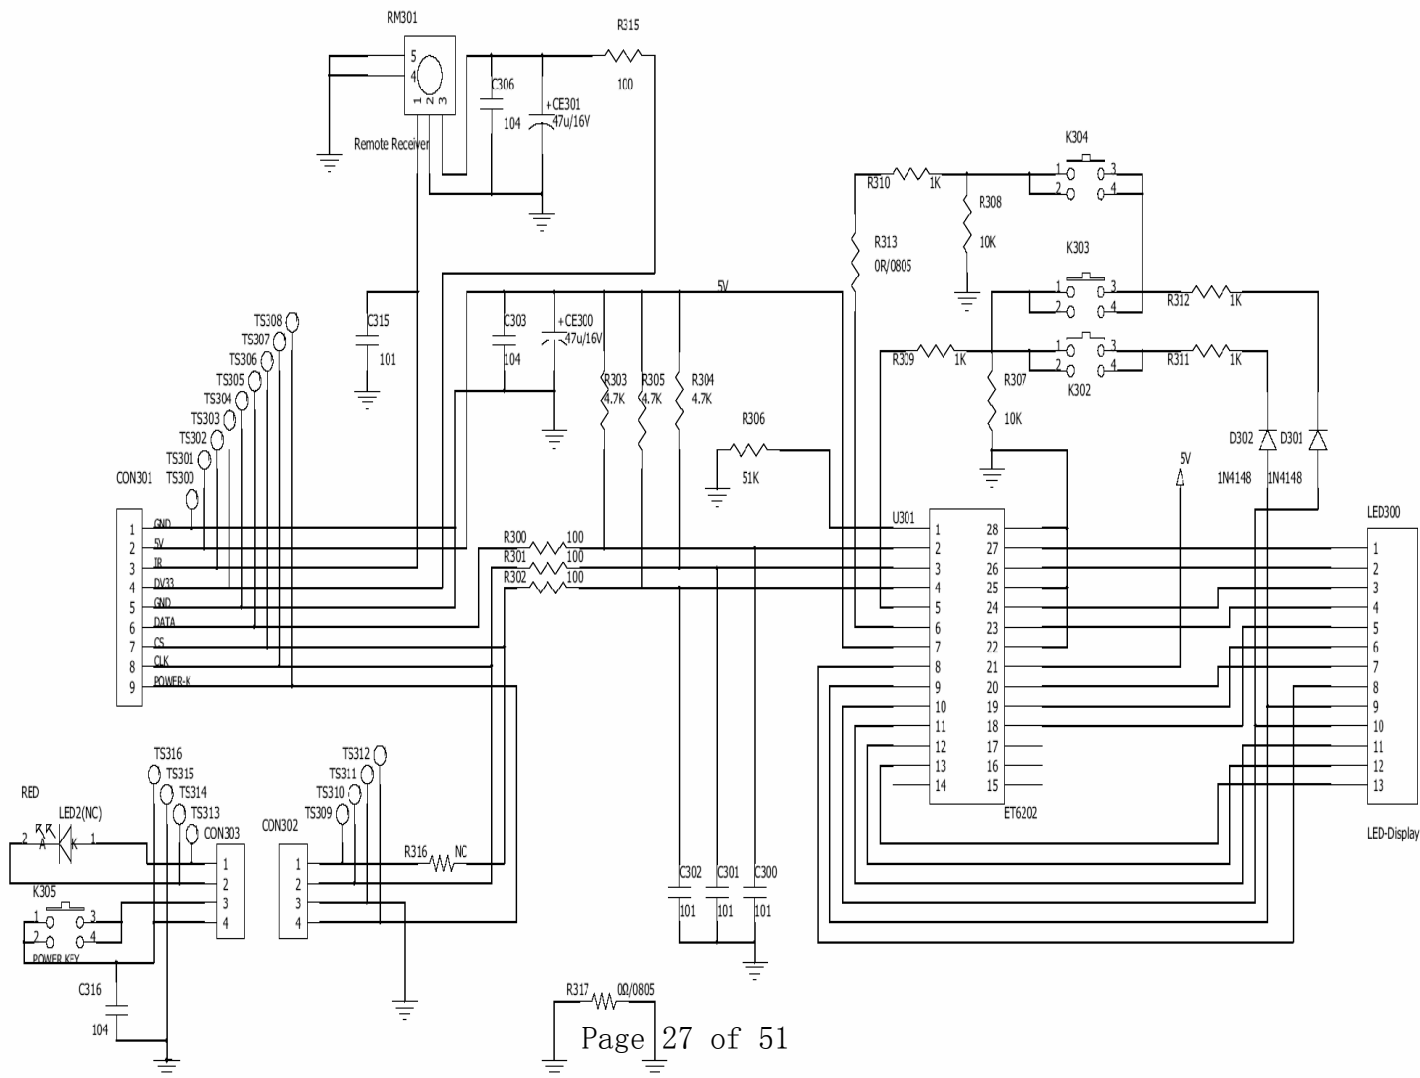 RM301
5
4
1 2 3
Remote Receiver
C306
104
+CE301
47u/16V
R315
100
K304
1 3
2 4
R310 1K
R308
10K
R313
0R/0805
K303
1 3
2 4
R312 1K
5V
C315
101
C303
104
+CE300
47u/16V
R309 1K
1 3
2 4
K302
R311 1K
R307
10K
R303
4.7K
R305
4.7K
R304
4.7K
R306
51K
D302
1N4148
D301
1N4148
5V
TS308
TS307
TS306
TS305
TS304
TS303
TS302
TS301
TS300
CON301
1 GND
2 5V
3 IR
4 DV33
5 GND
6 DATA
7 CS
8 CLK
9 POWER-K
R300 100
R301 100
R302 100
U301
1 28
2 27
3 26
4 25
5 24
6 23
7 22
8 21
9 20
10 19
11 18
12 17
13 16
14 15
ET6202
LED300
1
2
3
4
5
6
7
8
9
10
11
12
13
LED-Display
TS316
TS315
TS314
TS313
RED
LED2(NC)
2 A K 1
CON303
1
2
3
4
K305
1 3
2 4
POWER KEY
C316
104
TS312
TS311
TS310
TS309
CON302
1
2
3
4
R316 NC
C302
101
C301
101
C300
101
R317 0Ω/0805
Page 27 of 51